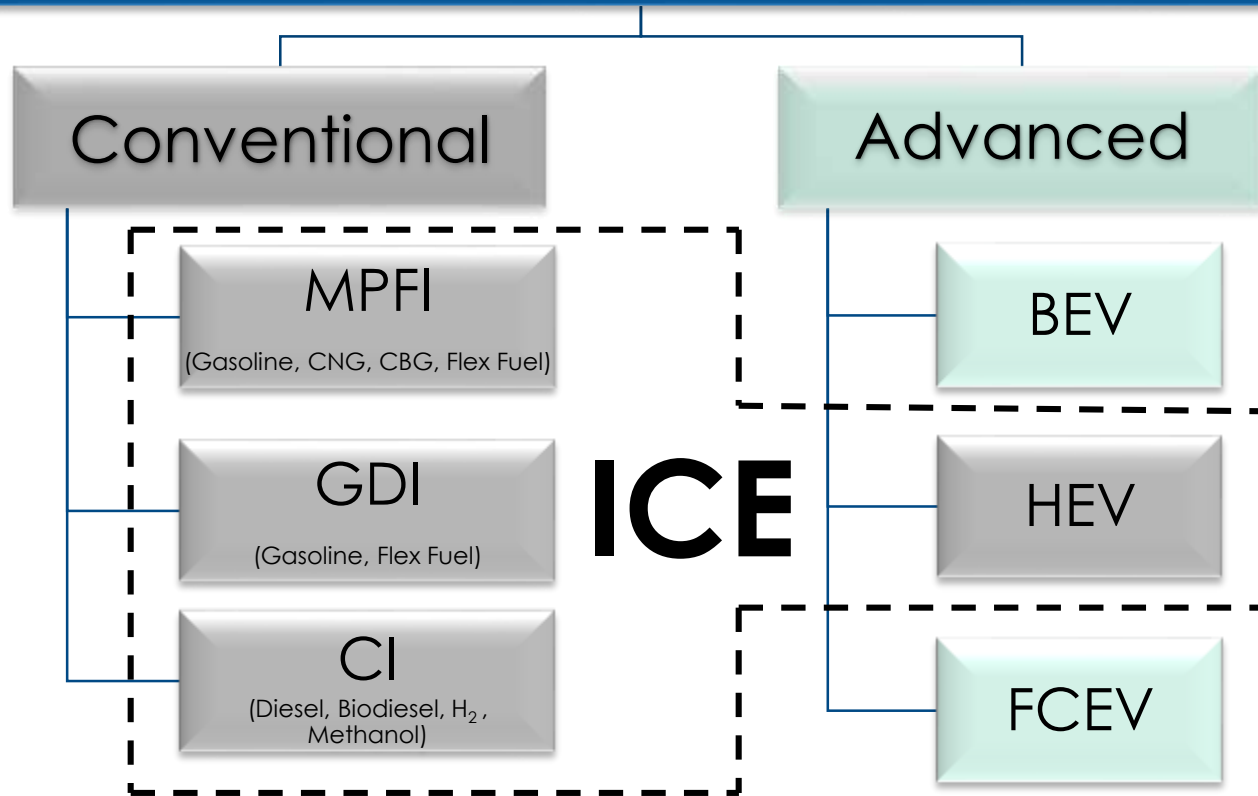 Conventional
Advanced
MPFI
(Gasoline, CNG, CBG, Flex Fuel)
GDI
(Gasoline, Flex Fuel)
CI
(Diesel, Biodiesel, H₂ ,
Methanol)
ICE
BEV
HEV
FCEV